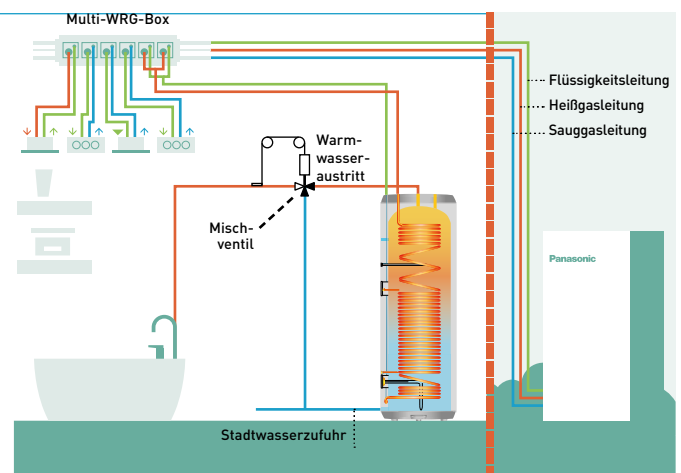 Multi-WRG-Box
Flüssigkeitsleitung
Heißgasleitung
Sauggasleitung
Warm-
wasser-
austritt
Misch-
ventil
Panasonic
Stadtwasserzufuhr